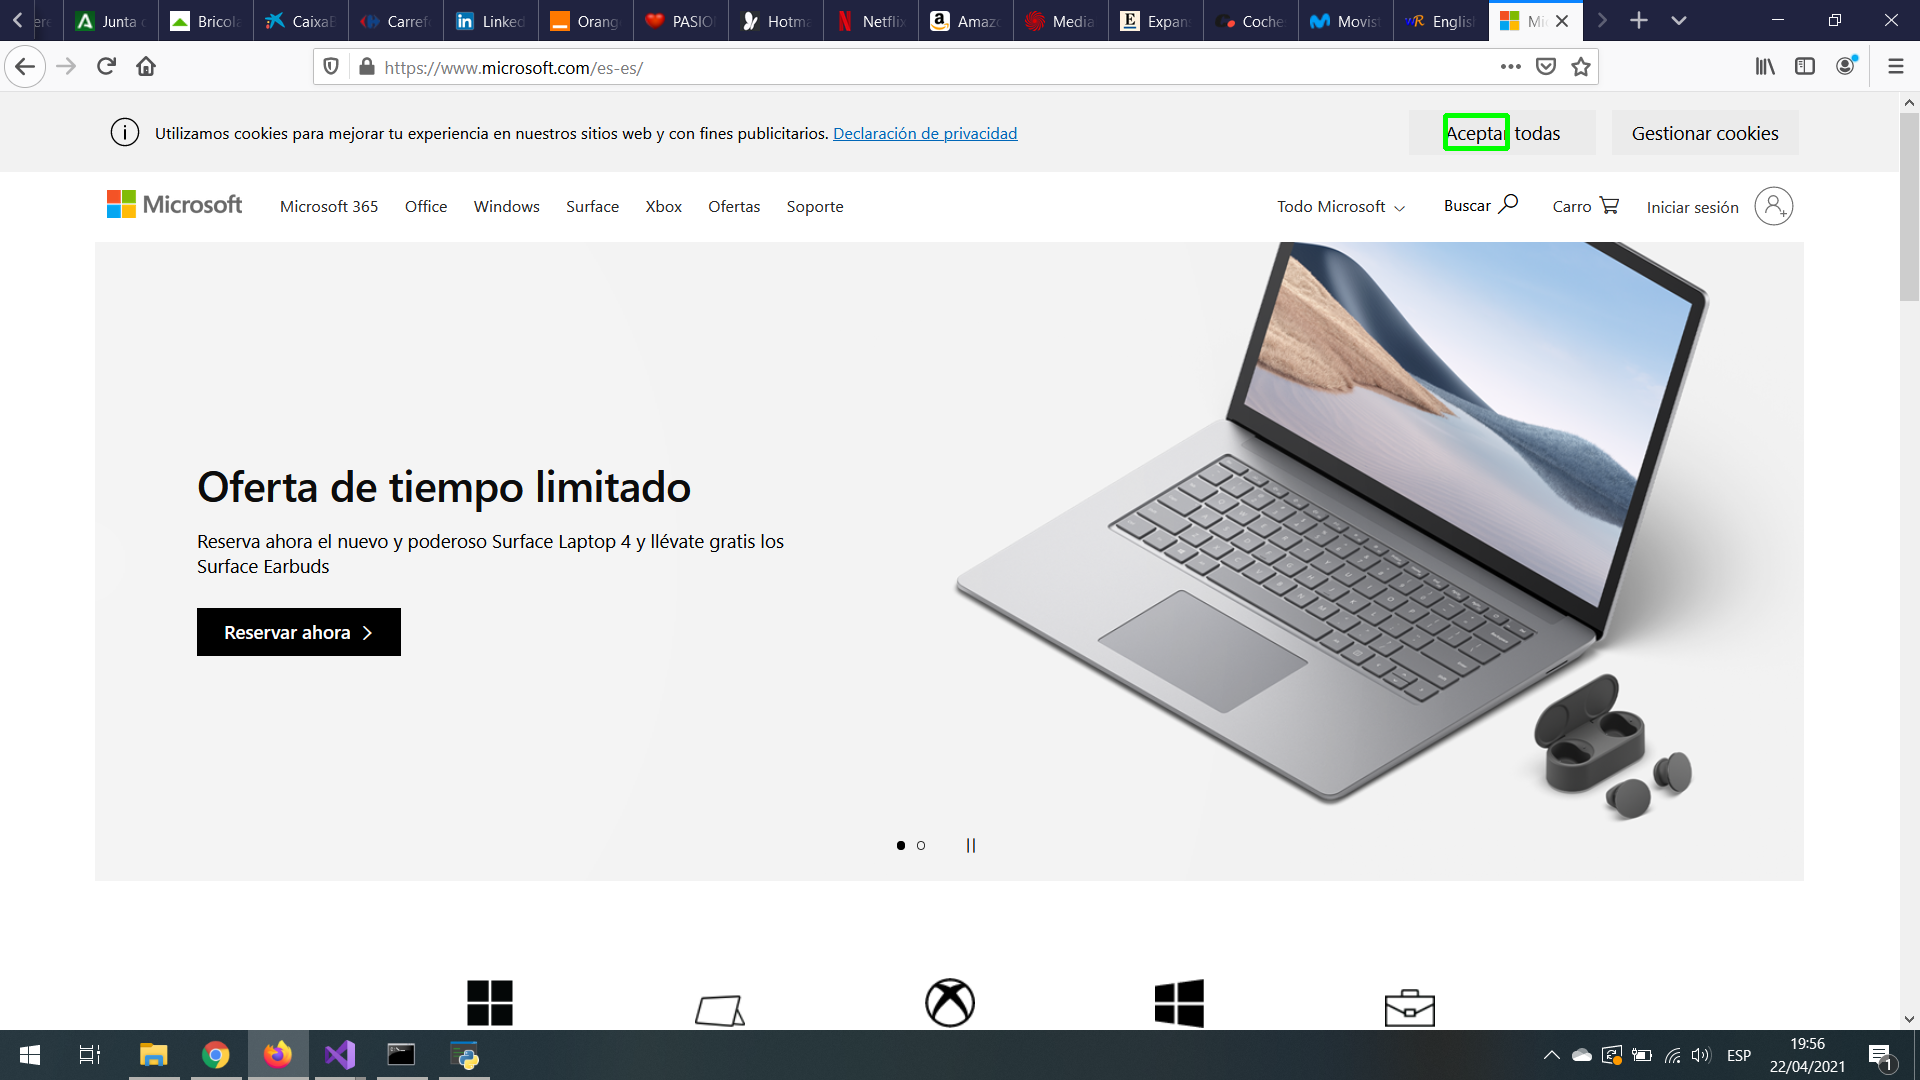 Junta
Bricola
CaixaB
Carref
Linked
Orang
PASIO
Hotma
Netflix
Amaz
Media
Expan
Coche
Movist
English
Mi
https://www.microsoft.com/es-es/
Utilizamos cookies para mejorar tu experiencia en nuestros sitios web y con fines publicitarios. Declaración de privacidad
Aceptar todas
Gestionar cookies
Microsoft
Microsoft 365
Office
Windows
Surface
Xbox
Ofertas
Soporte
Todo Microsoft
Buscar
Carro
Iniciar sesión
Oferta de tiempo limitado
Reserva ahora el nuevo y poderoso Surface Laptop 4 y llévate gratis los
Surface Earbuds
Reservar ahora
ESP
19:56
22/04/2021
1